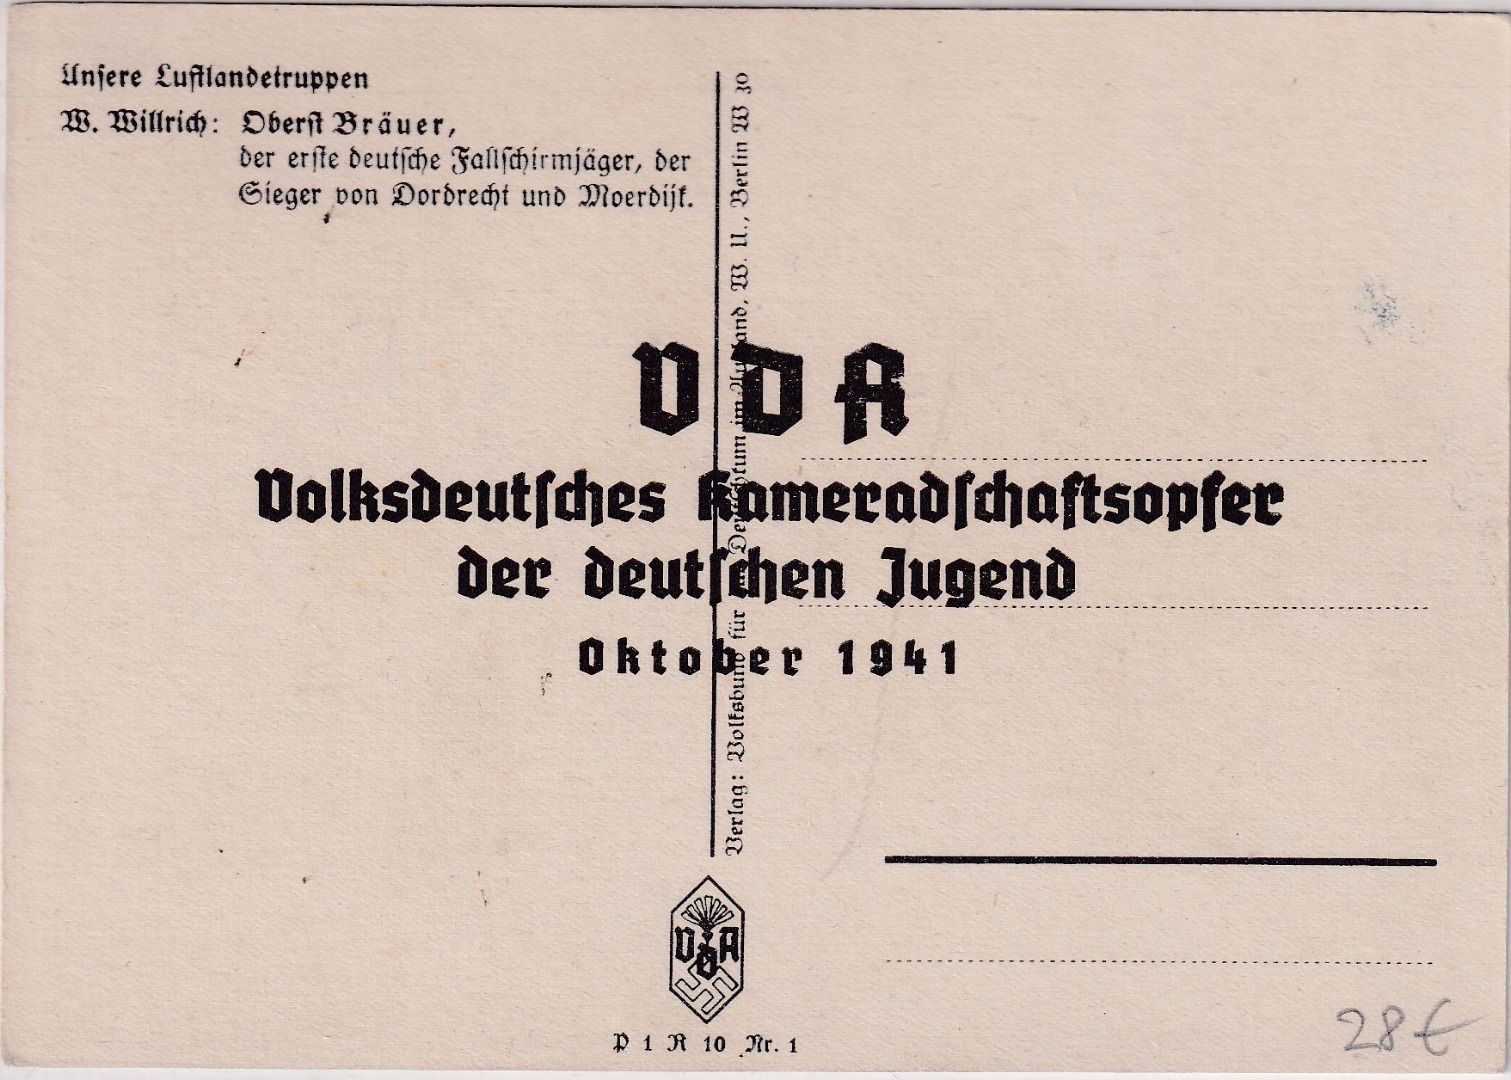 Unsere Luftlandetruppen
W. Willrich: Oberst Bräuer,
der erste deutsche Fallschirmjäger, der
Sieger von Dordrecht und Moerdijk.
Verlag: Volksbund für das Deutschtum im Ausland, W. U., Berlin W 30
VDA
Volksdeutsches Kameradschaftsopfer
der deutschen Jugend
Oktober 1941
VDA
P 1 R 10 Nr. 1
28€